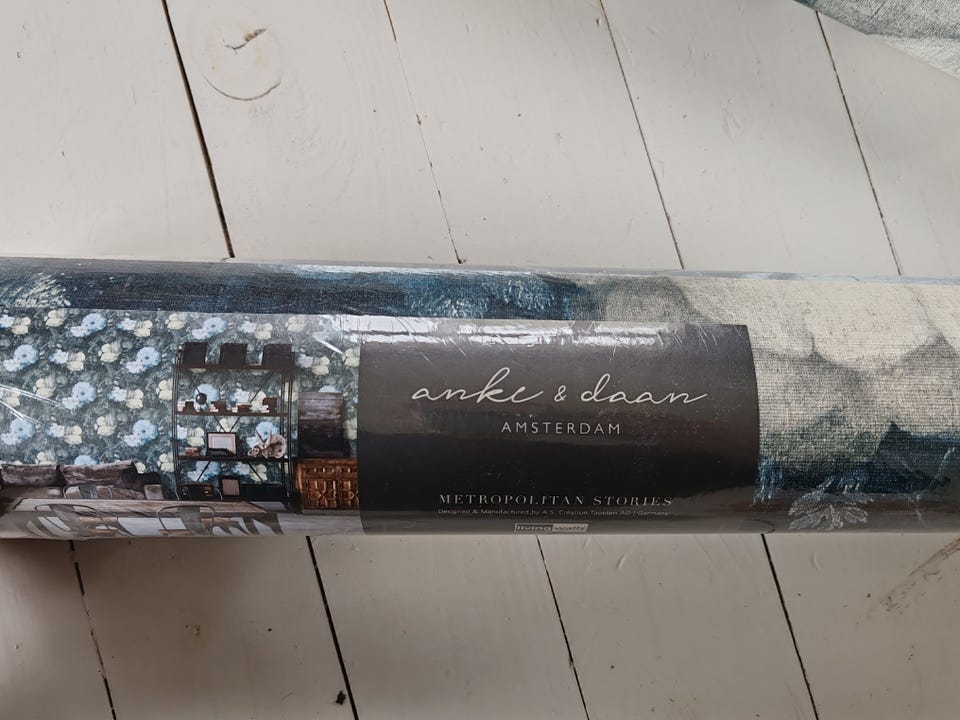 anke & daan
AMSTERDAM
METROPOLITAN STORIES
Designed & Manufactured by A.S. Création Tapeten AG / Germany
livingwalls